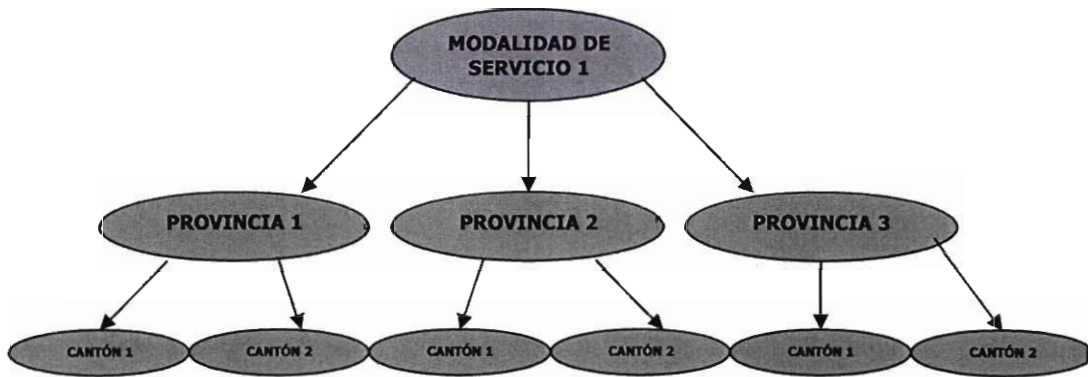 MODALIDAD DE
SERVICIO 1
PROVINCIA 1
PROVINCIA 2
PROVINCIA 3
CANTÓN 1
CANTÓN 2
CANTÓN 1
CANTÓN 2
CANTÓN 1
CANTÓN 2